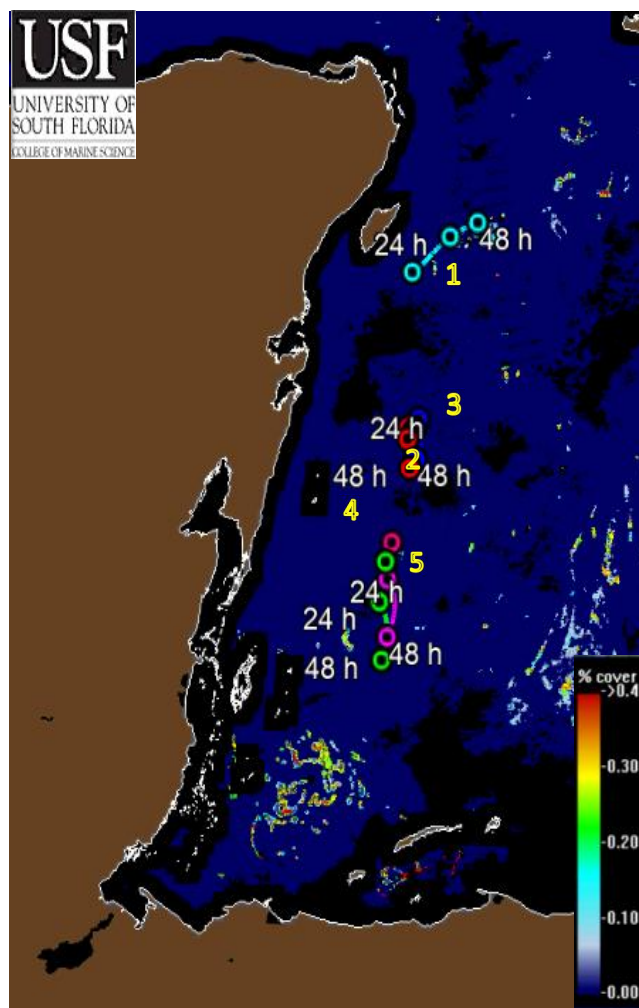 USF
UNIVERSITY OF
SOUTH FLORIDA
COLLEGE OF MARINE SCIENCE
24 h
48 h
1
3
24 h
2
48 h
48 h
4
5
24 h
24 h
48 h
48 h
% cover
->0.4
-0.30
-0.20
-0.10
-0.00